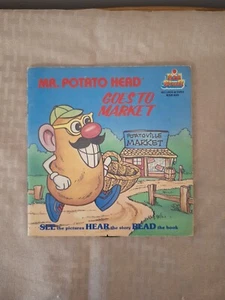 MR. POTATO HEAD
GOES TO
MARKET
POTATOVILLE
MARKET
SEE the pictures HEAR the story READ the book